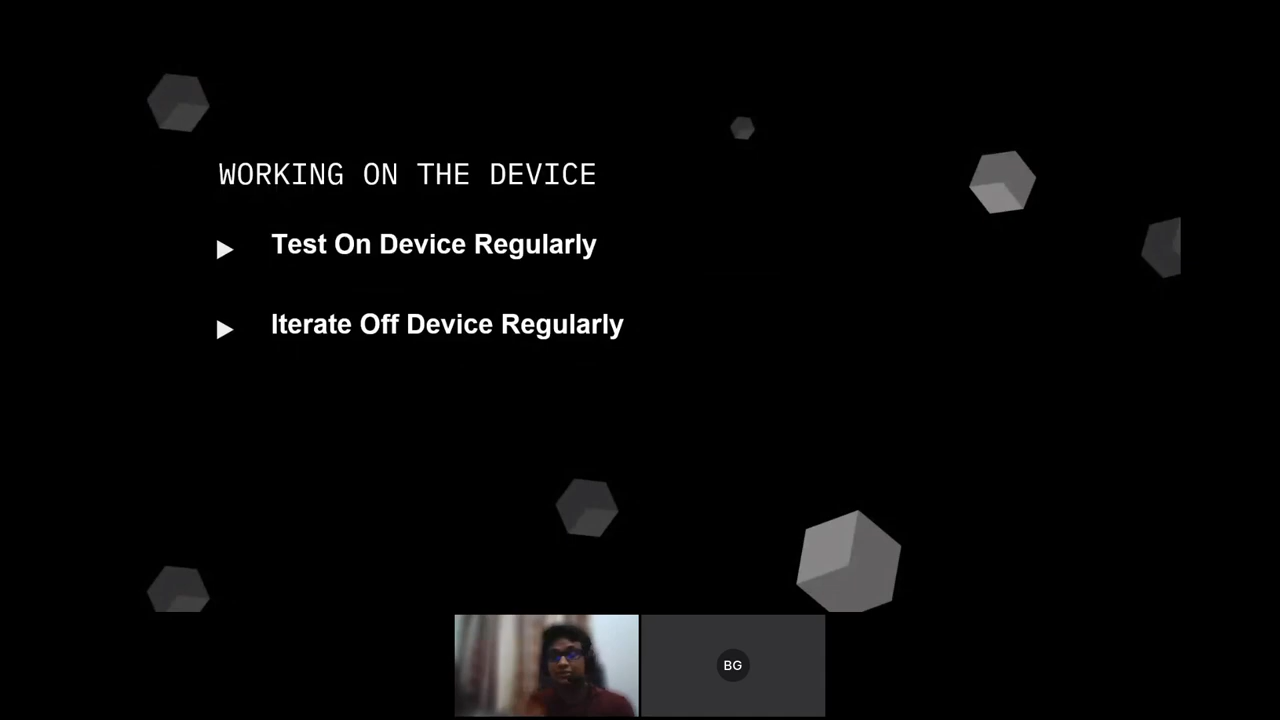 WORKING ON THE DEVICE
Test On Device Regularly
Iterate Off Device Regularly
BG